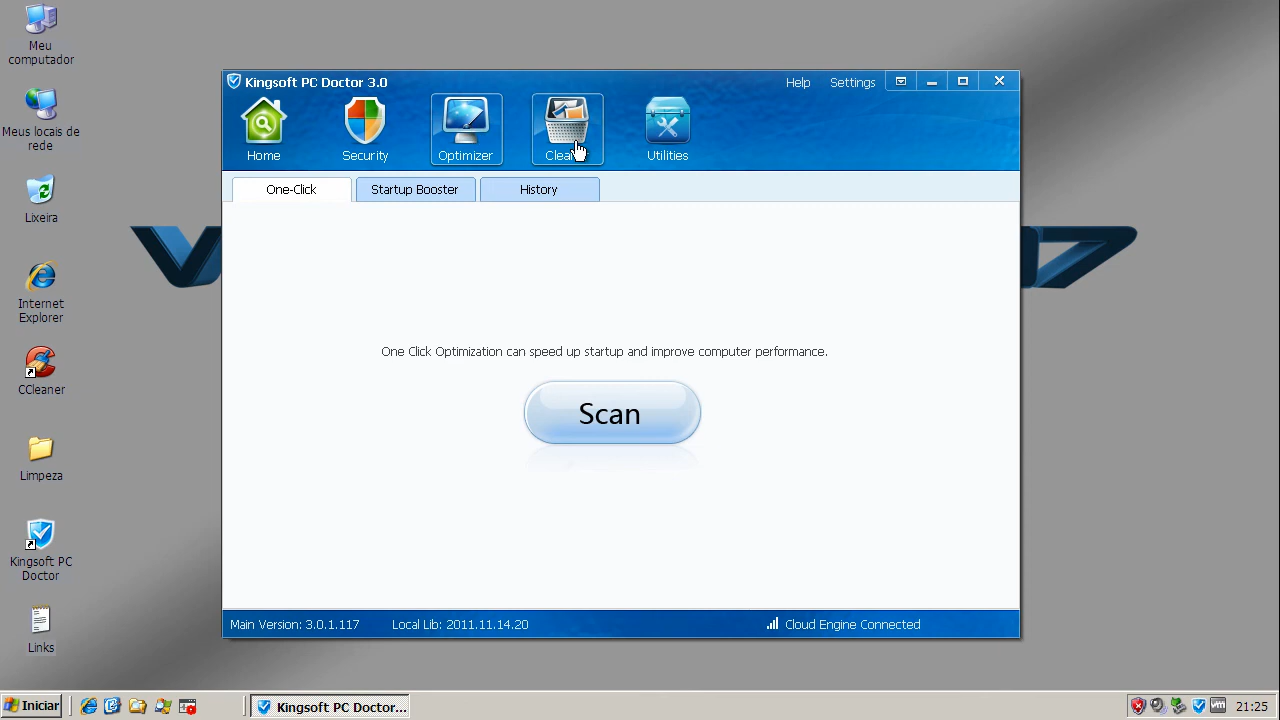 Meu
computador
Meus locais de
rede
Lixeira
Internet
Explorer
CCleaner
Limpeza
Kingsoft PC
Doctor
Links
Kingsoft PC Doctor 3.0
Help
Settings
Home
Security
Optimizer
Utilities
One-Click
Startup Booster
History
One Click Optimization can speed up startup and improve computer performance.
Scan
Main Version: 3.0.1.117
Local Lib: 2011.11.14.20
Cloud Engine Connected
Iniciar
Kingsoft PC Doctor...
vm
21:25